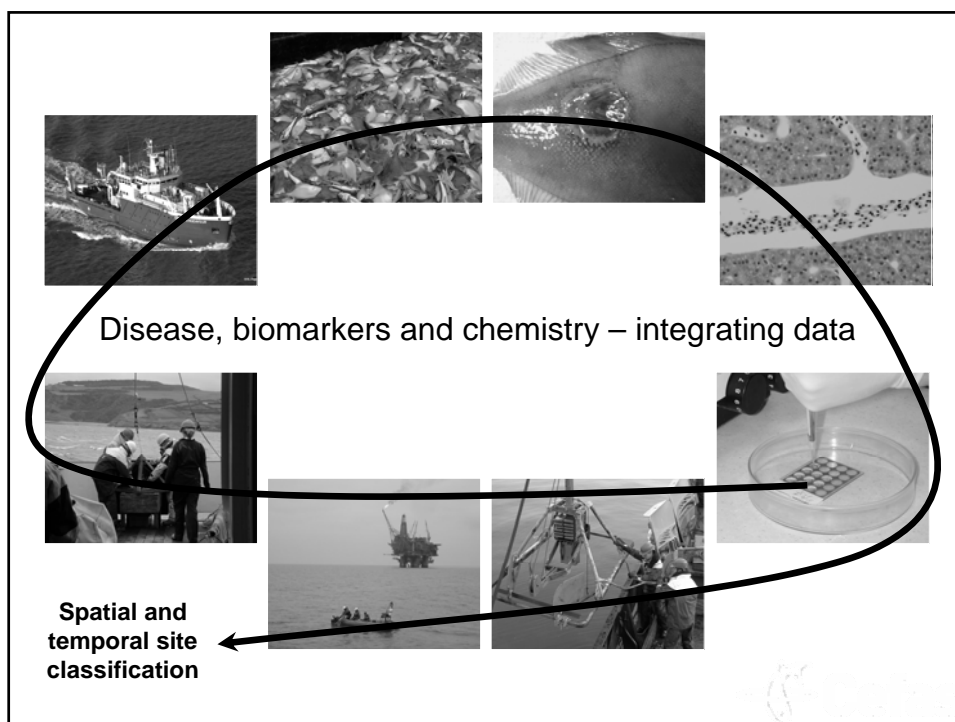 Disease, biomarkers and chemistry – integrating data
Spatial and
temporal site
classification